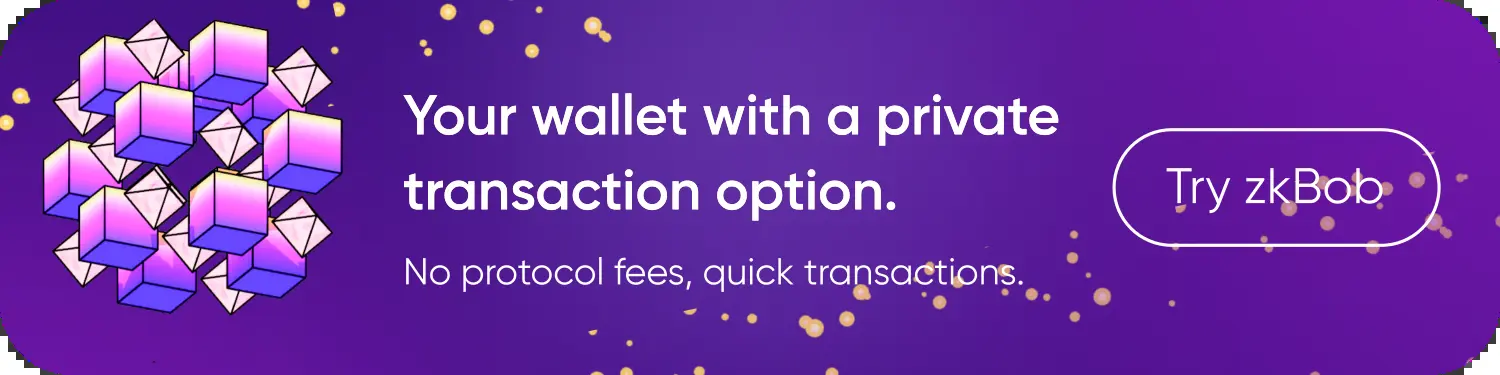 Your wallet with a private
transaction option.
No protocol fees, quick transactions.
Try zkBob